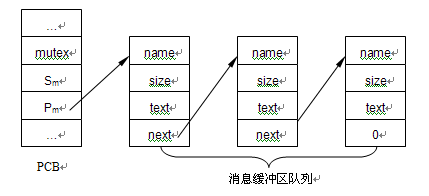 …
mutex
Sm
Pm
…
PCB
name
size
text
next
name
size
text
next
name
size
text
0
消息缓冲区队列